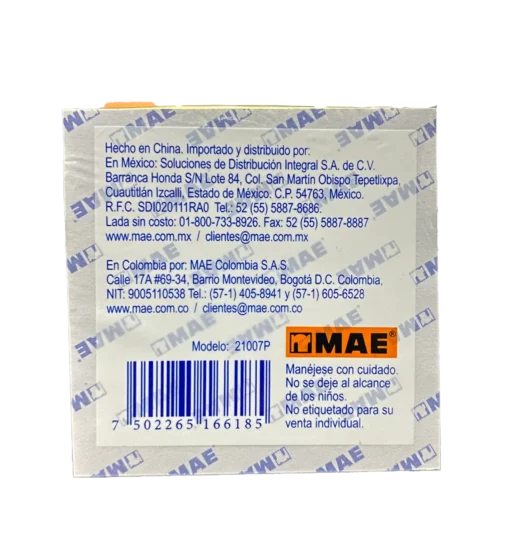 Hecho en China. Importado y distribuido por:
En México: Soluciones de Distribución Integral S.A. de C.V.
Barranca Honda S/N Lote 84, Col. San Martin Obispo Tepetlixpa.
Cuautitlán Izcalli, Estado de México. C.P. 54763, México.
R.F.C. SDI020111RA0 Tel.: 52 (55) 5887-8686.
Lada sin costo: 01-800-733-8926. Fax: 52 (55) 5887-8887
www.mae.com.mx / clientes@mae.com.mx
En Colombia por: MAE Colombia S.A.S.
Calle 17A #69-34, Barrio Montevideo, Bogotá D.C. Colombia,
NIT: 9005110538 Tel.: (57-1) 405-8941 y (57-1) 605-6528
www.mae.com.co / clientes@mae.com.co
Modelo: 21007P
MAE®
Manéjese con cuidado.
No se deje al alcance
de los niños.
No etiquetado para su
venta individual.
7 502265 166185